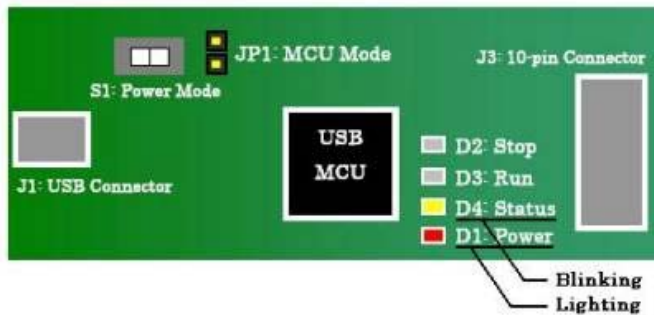 JP1: MCU Mode
J3: 10-pin Connector
S1: Power Mode
USB
MCU
J1: USB Connector
D2: Stop
D3: Run
D4: Status
D1: Power
Blinking
Lighting